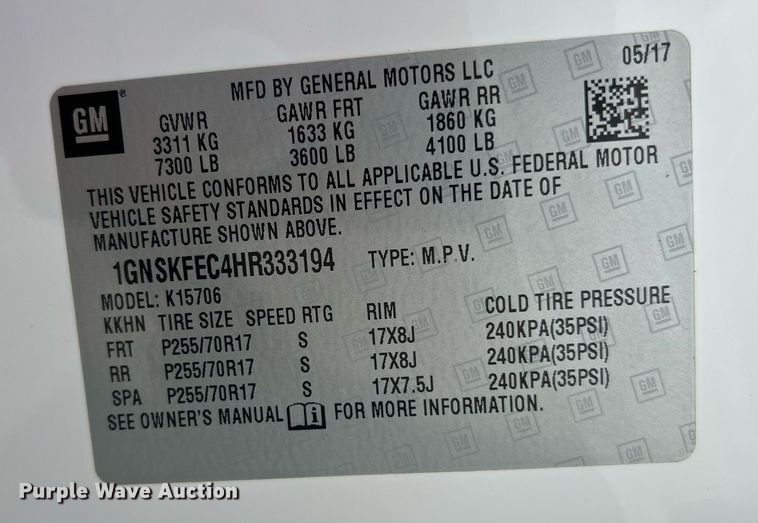 MFD BY GENERAL MOTORS LLC 05/17
GM ®
GVWR GAWR FRT GAWR RR
3311 KG 1633 KG 1860 KG
7300 LB 3600 LB 4100 LB
THIS VEHICLE CONFORMS TO ALL APPLICABLE U.S. FEDERAL MOTOR
VEHICLE SAFETY STANDARDS IN EFFECT ON THE DATE OF
MANUFACTURE SHOWN ABOVE.
1GNSKFEC4HR333194 TYPE: M.P.V.
MODEL: K15706
KKHN TIRE SIZE SPEED RTG RIM COLD TIRE PRESSURE
FRT P255/70R17 S 17X8J 240KPA(35PSI)
RR P255/70R17 S 17X8J 240KPA(35PSI)
SPA P255/70R17 S 17X7.5J 240KPA(35PSI)
SEE OWNER'S MANUAL i FOR MORE INFORMATION.
Purple Wave Auction